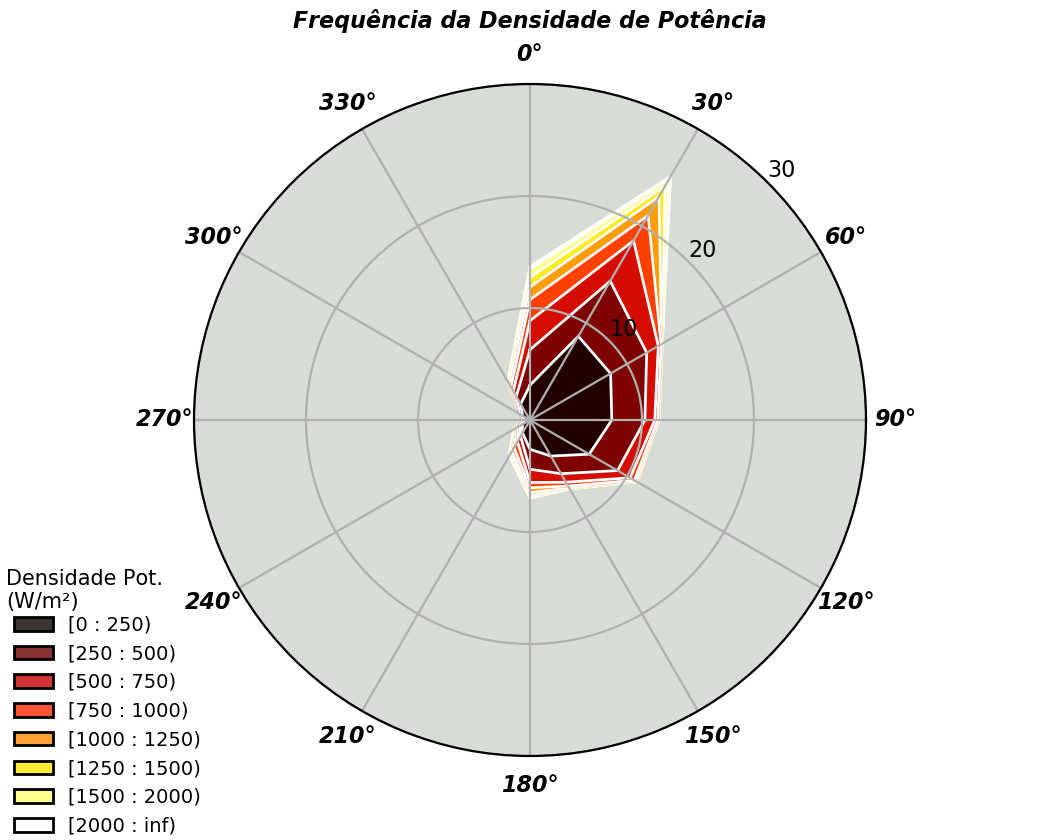 Frequência da Densidade de Potência
0°
330°
30°
30
300°
60°
20
10
270°
90°
240°
120°
210°
150°
180°
Densidade Pot.
(W/m²)
[0 : 250)
[250 : 500)
[500 : 750)
[750 : 1000)
[1000 : 1250)
[1250 : 1500)
[1500 : 2000)
[2000 : inf)